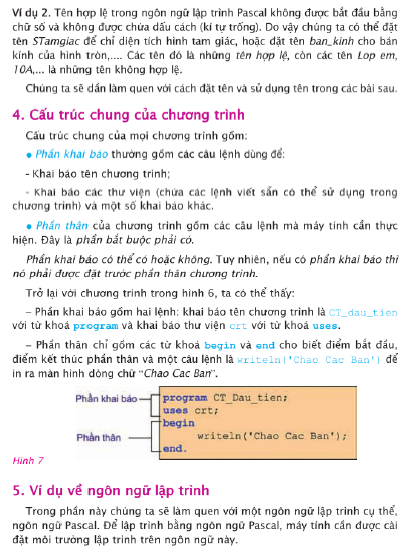 Ví dụ 2. Tên hợp lệ trong ngôn ngữ lập trình Pascal không được bắt đầu bằng
chữ số và không được chứa dấu cách (kí tự trống). Do vậy chúng ta có thể đặt
tên STamgiac để chỉ diện tích hình tam giác, hoặc đặt tên ban_kinh cho bán
kính của hình tròn,.... Các tên đó là những tên hợp lệ, còn các tên Lop em,
10A,... là những tên không hợp lệ.
Chúng ta sẽ dần làm quen với cách đặt tên và sử dụng tên trong các bài sau.
4. Cấu trúc chung của chương trình
Cấu trúc chung của mọi chương trình gồm:
• Phần khai báo thường gồm các câu lệnh dùng để:
- Khai báo tên chương trình;
- Khai báo các thư viện (chứa các lệnh viết sẵn có thể sử dụng trong
chương trình) và một số khai báo khác.
• Phần thân của chương trình gồm các câu lệnh mà máy tính cần thực
hiện. Đây là phần bắt buộc phải có.
Phần khai báo có thể có hoặc không. Tuy nhiên, nếu có phần khai báo thì
nó phải được đặt trước phần thân chương trình.
Trở lại với chương trình trong hình 6, ta có thể thấy:
– Phần khai báo gồm hai lệnh: khai báo tên chương trình là CT_dau_tien
với từ khoá program và khai báo thư viện crt với từ khoá uses.
– Phần thân chỉ gồm các từ khoá begin và end cho biết điểm bắt đầu,
điểm kết thúc phần thân và một câu lệnh là writeln('Chao Cac Ban') để
in ra màn hình dòng chữ "Chao Cac Ban".
Phần khai báo
program CT_Dau_tien;
uses crt;
Phần thân
begin
writeln('Chao Cac Ban');
end.
Hình 7
5. Ví dụ về ngôn ngữ lập trình
Trong phần này chúng ta sẽ làm quen với một ngôn ngữ lập trình cụ thể,
ngôn ngữ Pascal. Để lập trình bằng ngôn ngữ Pascal, máy tính cần được cài
đặt môi trường lập trình trên ngôn ngữ này.